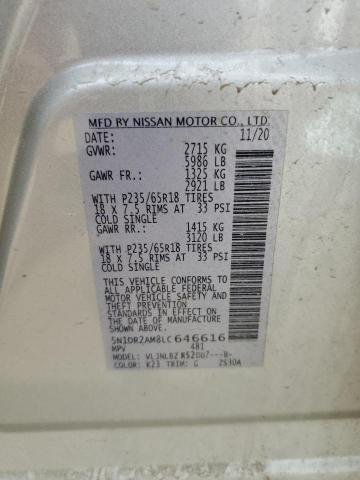 MFD BY NISSAN MOTOR CO., LTD.
DATE: 11/20
GVWR: 2715 KG
5986 LB
GAWR FR.: 1325 KG
2921 LB
WITH P235/65R18 TIRES
18 X 7.5 RIMS AT 33 PSI
COLD SINGLE
GAWR RR.: 1415 KG
3120 LB
WITH P235/65R18 TIRES
18 X 7.5 RIMS AT 33 PSI
COLD SINGLE
THIS VEHICLE CONFORMS TO
ALL APPLICABLE FEDERAL
MOTOR VEHICLE SAFETY
AND THEFT PREVENTION
STANDARDS IN EFFECT ON
THE DATE OF MANUFACTURE
SHOWN ABOVE.
5N1DR2AM8LC646616
MPV 481
MODEL: COLOR: K23 TRIM: G 7S30A